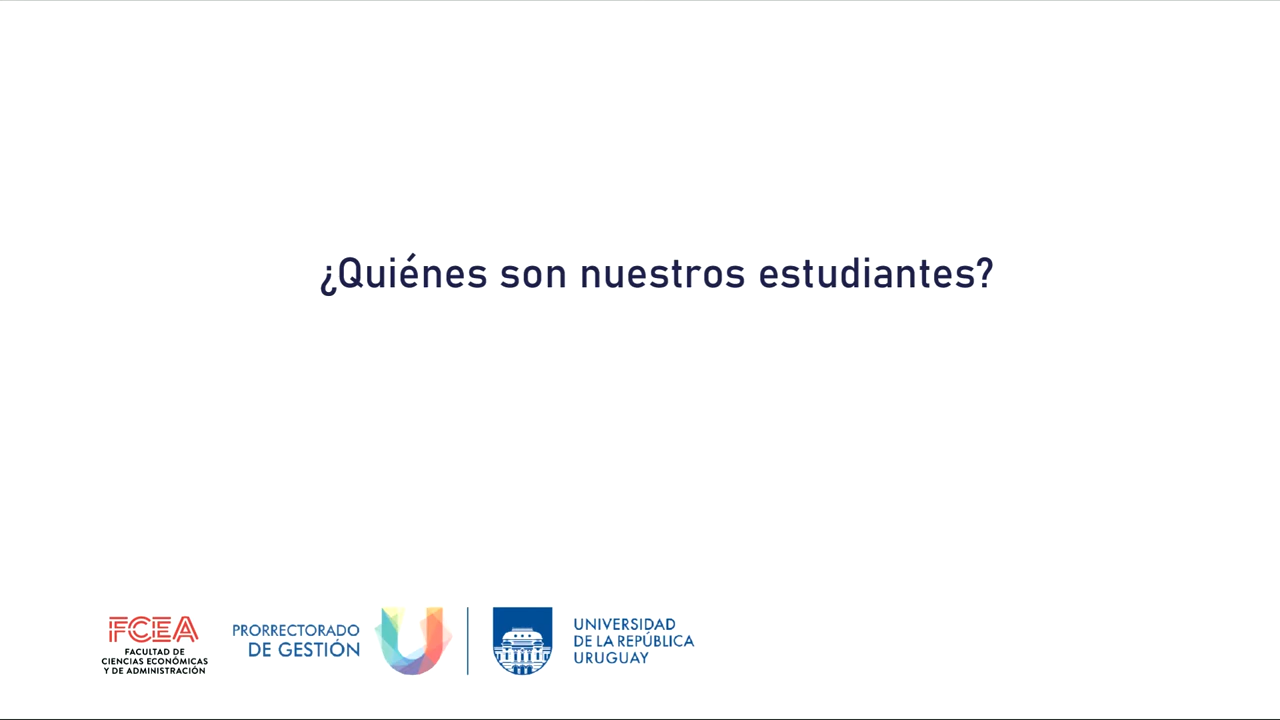 ¿Quiénes son nuestros estudiantes?
FCEA
FACULTAD DE
CIENCIAS ECONÓMICAS
Y DE ADMINISTRACIÓN
PRORRECTORADO
DE GESTIÓN
UNIVERSIDAD
DE LA REPÚBLICA
URUGUAY